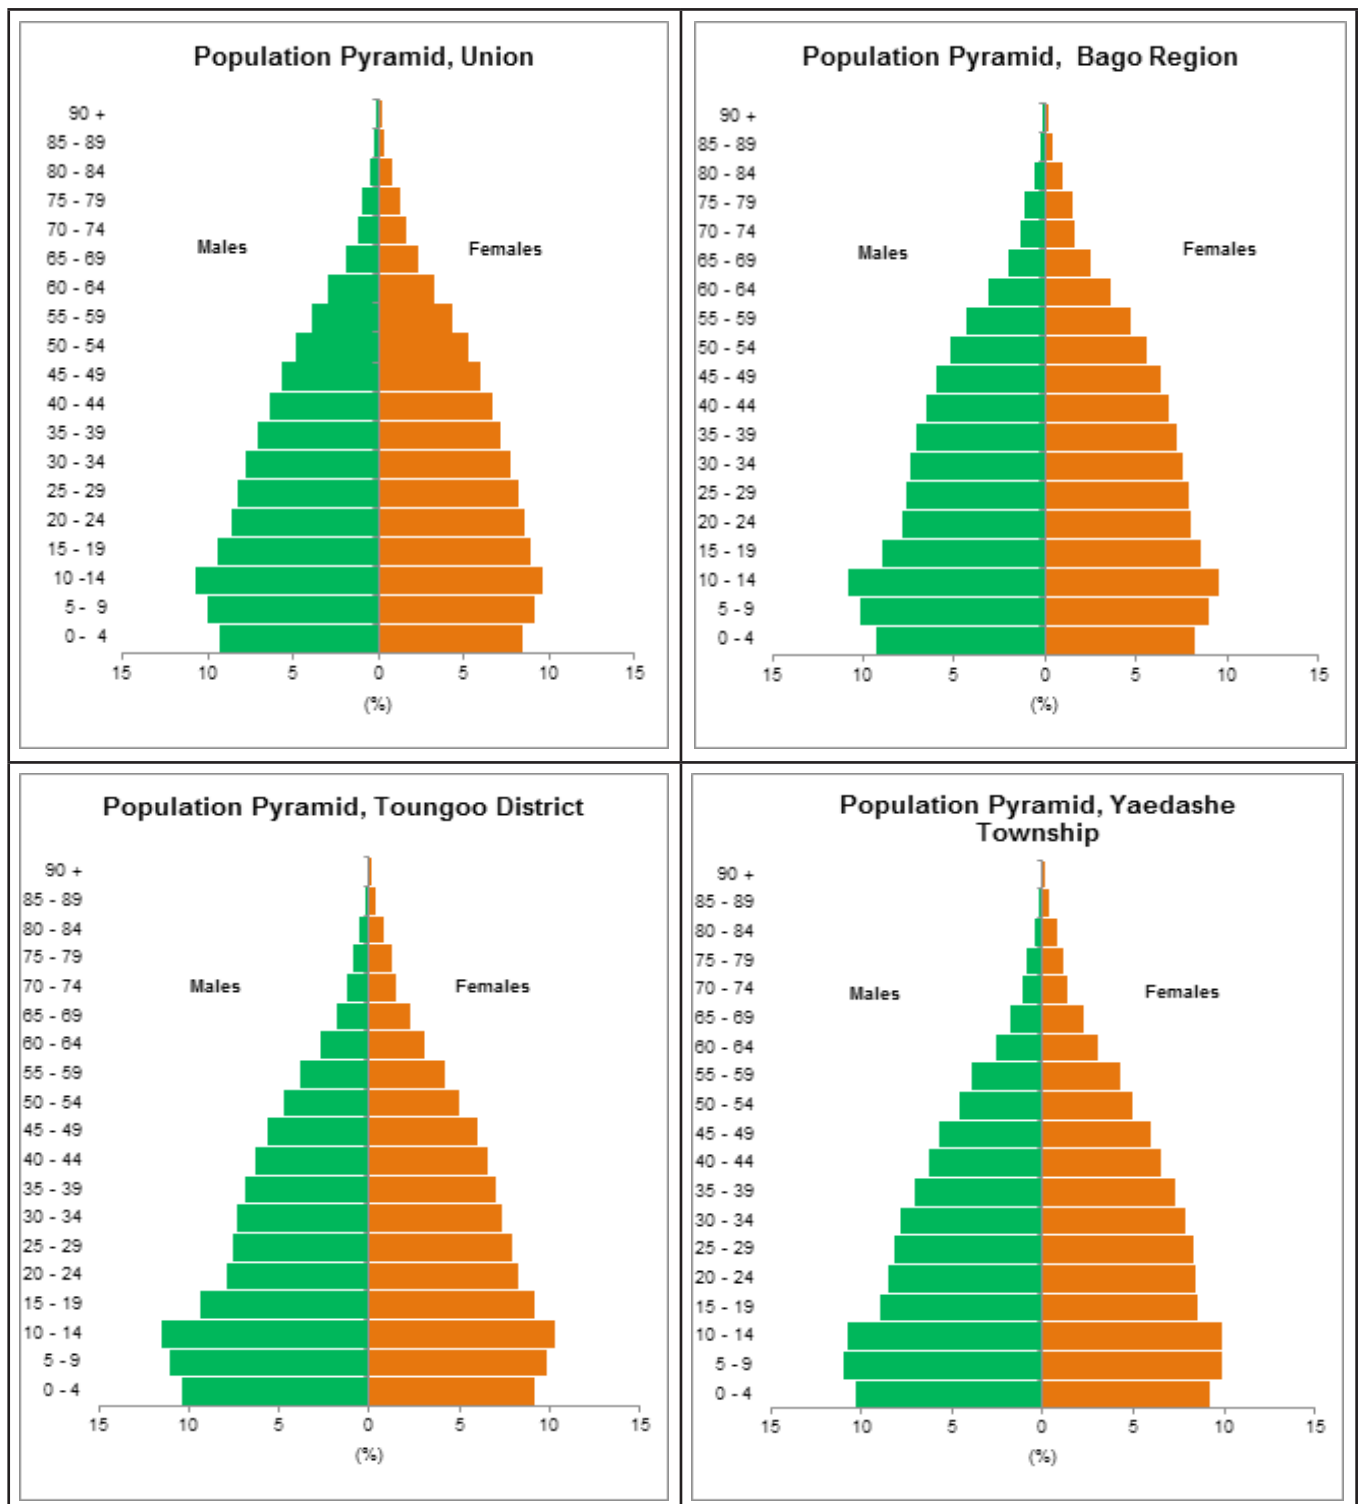 Population Pyramid, Union
90 +
85 - 89
80 - 84
75 - 79
70 - 74
65 - 69
60 - 64
55 - 59
50 - 54
45 - 49
40 - 44
35 - 39
30 - 34
25 - 29
20 - 24
15 - 19
10 -14
5 - 9
0 - 4
Males
Females
15 10 5 0 5 10 15
(%)
Population Pyramid, Bago Region
90 +
85 - 89
80 - 84
75 - 79
70 - 74
65 - 69
60 - 64
55 - 59
50 - 54
45 - 49
40 - 44
35 - 39
30 - 34
25 - 29
20 - 24
15 - 19
10 - 14
5 - 9
0 - 4
Males
Females
15 10 5 0 5 10 15
(%)
Population Pyramid, Toungoo District
90 +
85 - 89
80 - 84
75 - 79
70 - 74
65 - 69
60 - 64
55 - 59
50 - 54
45 - 49
40 - 44
35 - 39
30 - 34
25 - 29
20 - 24
15 - 19
10 - 14
5 - 9
0 - 4
Males
Females
15 10 5 0 5 10 15
(%)
Population Pyramid, Yaedashe
Township
90 +
85 - 89
80 - 84
75 - 79
70 - 74
65 - 69
60 - 64
55 - 59
50 - 54
45 - 49
40 - 44
35 - 39
30 - 34
25 - 29
20 - 24
15 - 19
10 - 14
5 - 9
0 - 4
Males
Females
15 10 5 0 5 10 15
(%)